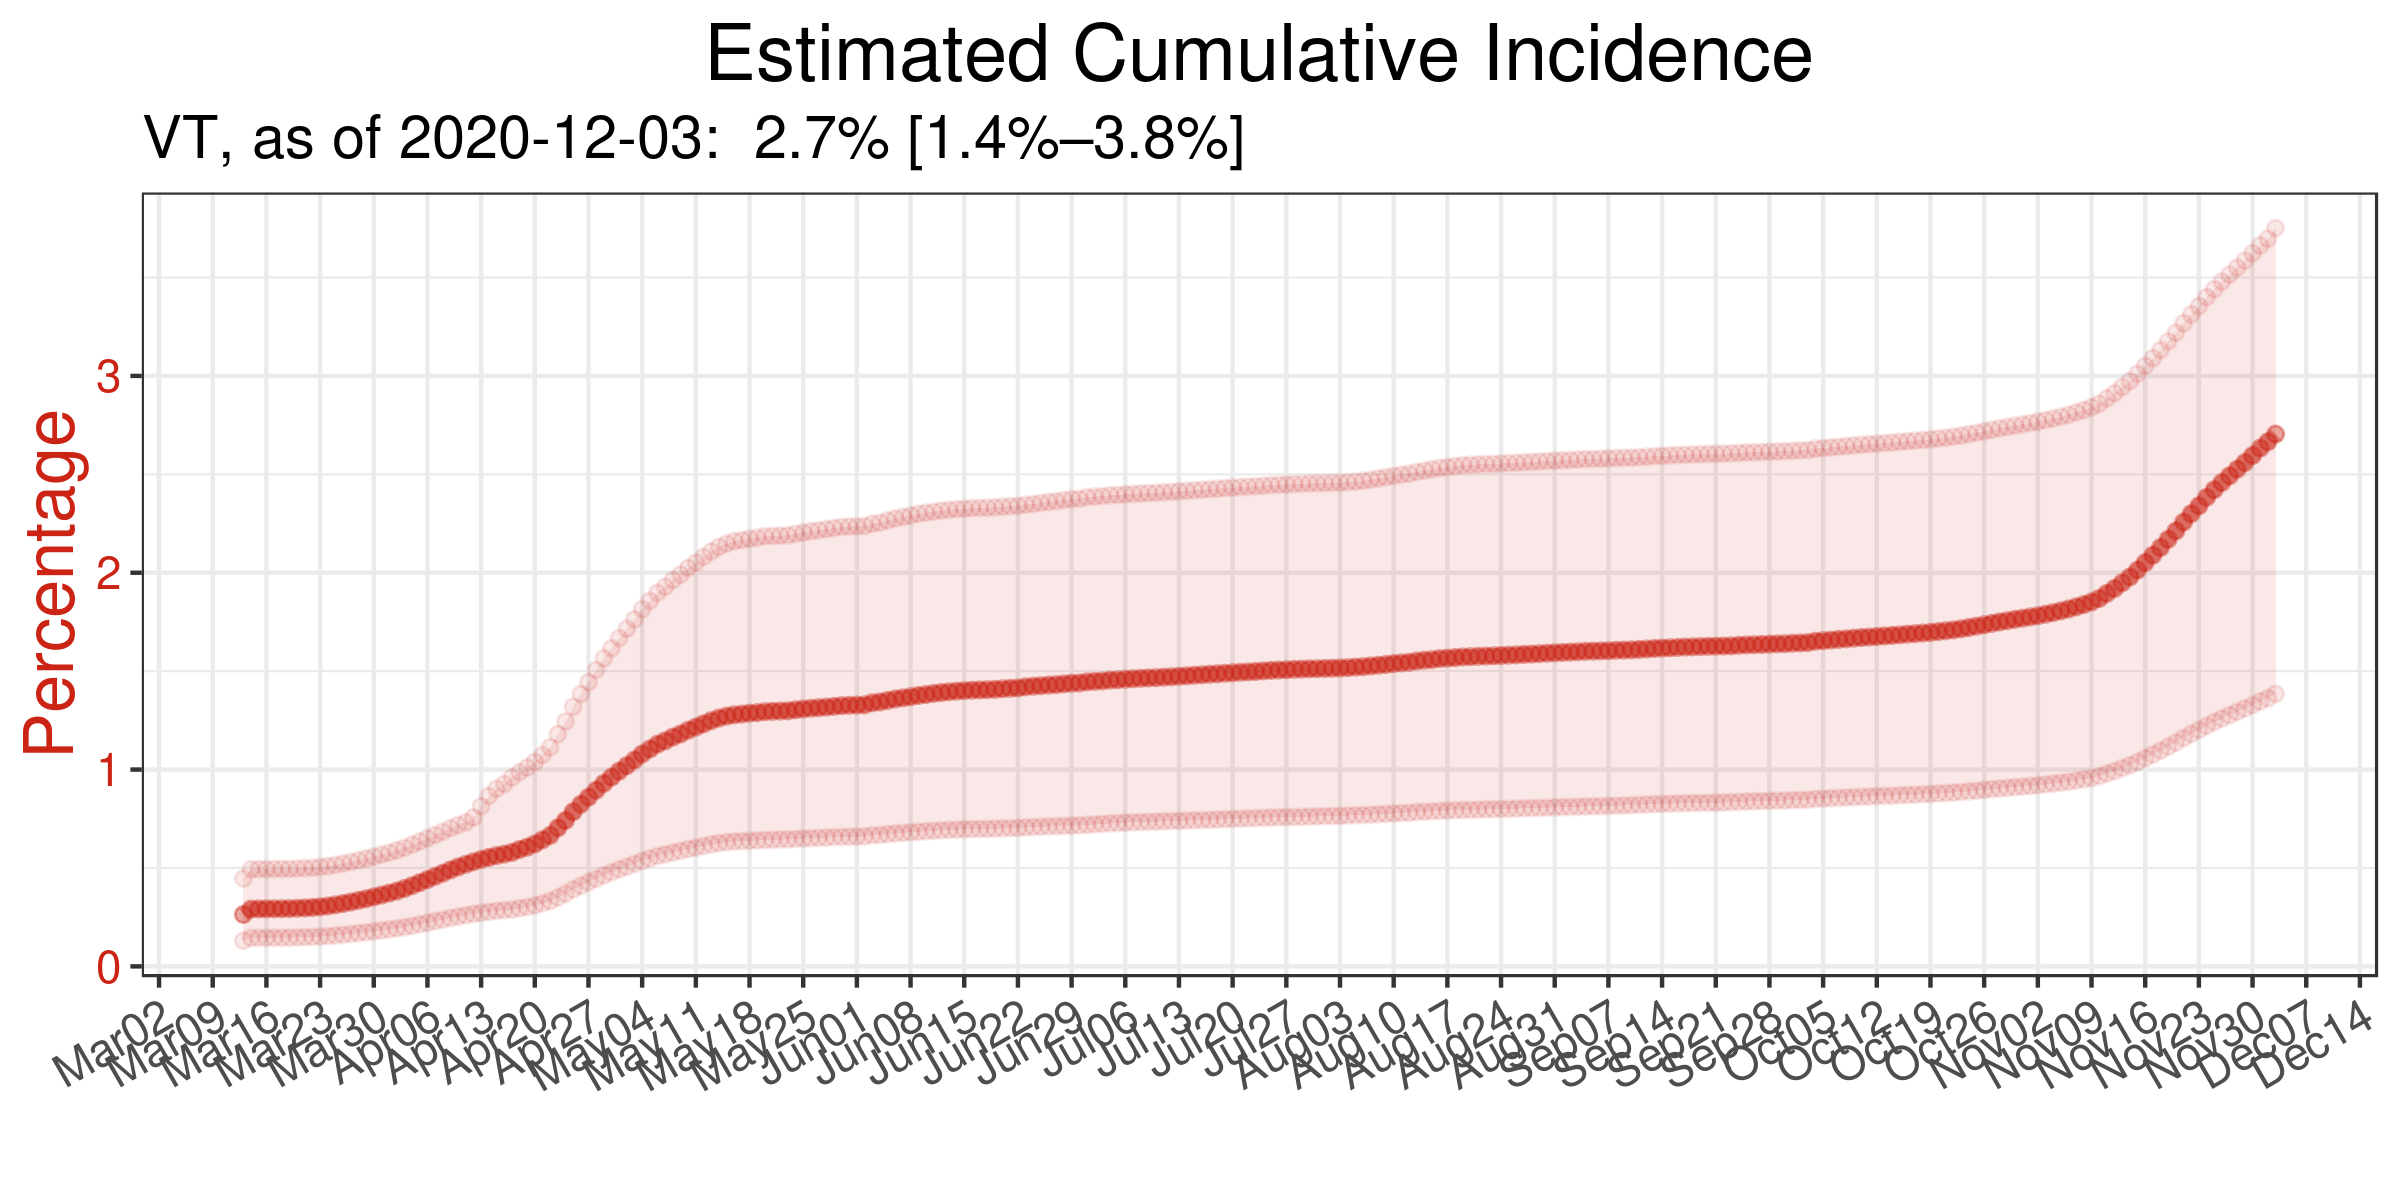 Estimated Cumulative Incidence
VT, as of 2020-12-03:  2.7% [1.4%–3.8%]
Percentage
3
2
1
0
Mar02
Mar09
Mar16
Mar23
Mar30
Apr06
Apr13
Apr20
Apr27
May04
May11
May18
May25
Jun01
Jun08
Jun15
Jun22
Jun29
Jul06
Jul13
Jul20
Jul27
Aug03
Aug10
Aug17
Aug24
Aug31
Sep07
Sep14
Sep21
Sep28
Oct05
Oct12
Oct19
Oct26
Nov02
Nov09
Nov16
Nov23
Nov30
Dec07
Dec14